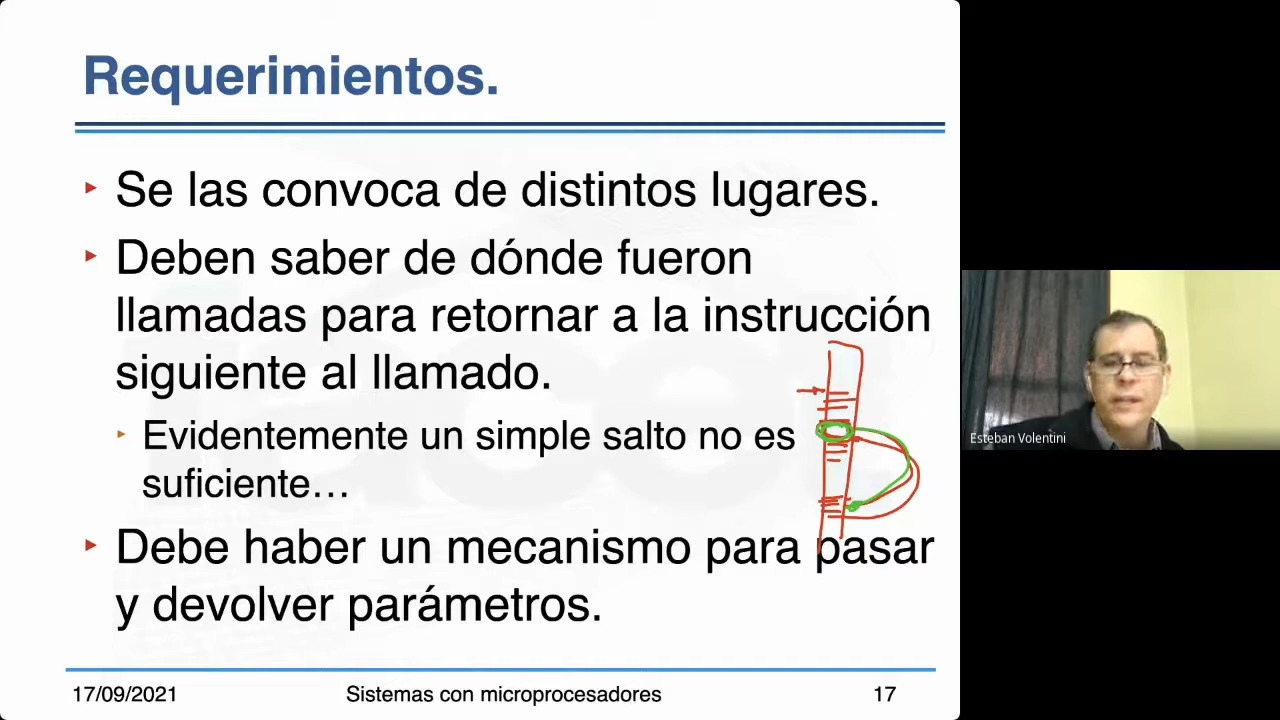 Requerimientos.
Se las convoca de distintos lugares.
Deben saber de dónde fueron
llamadas para retornar a la instrucción
siguiente al llamado.
Evidentemente un simple salto no es
suficiente…
Debe haber un mecanismo para pasar
y devolver parámetros.
17/09/2021 Sistemas con microprocesadores 17
Esteban Volentini